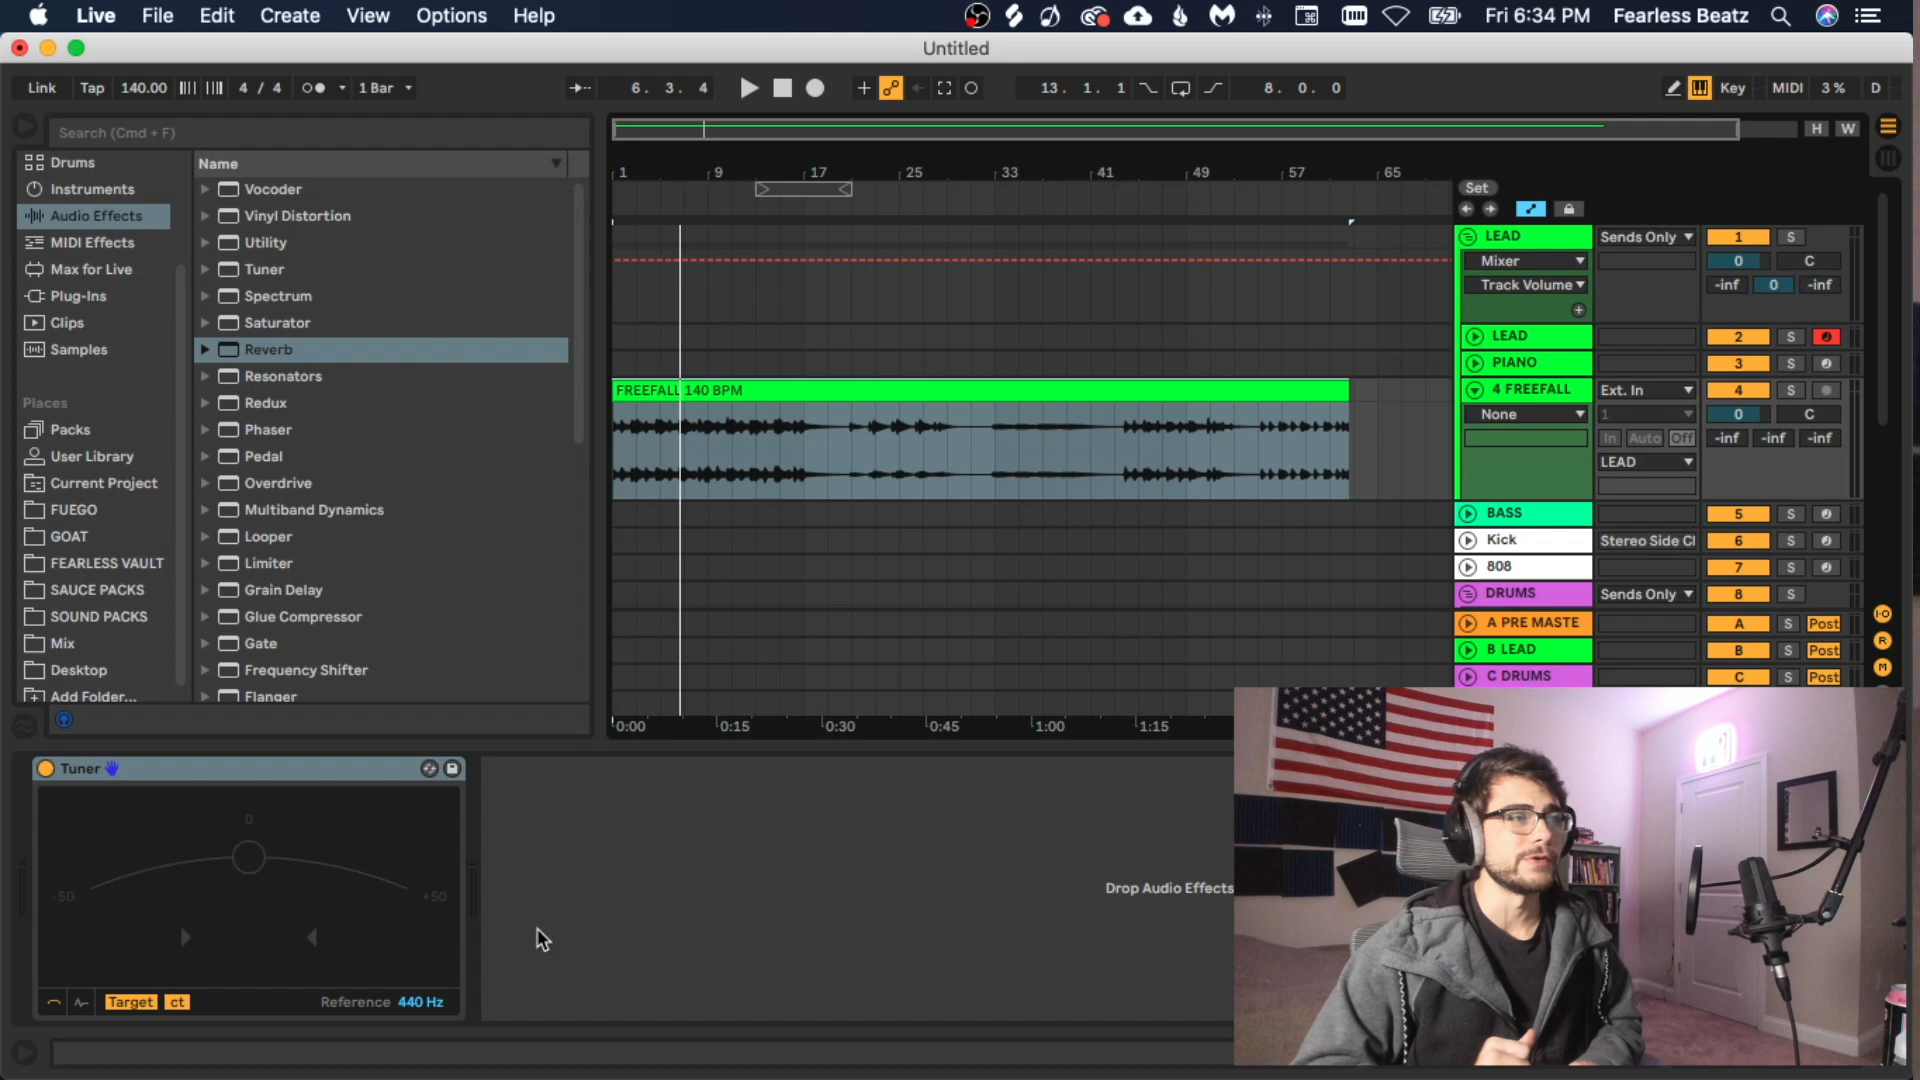 Live File Edit Create View Options Help Fri 6:34 PM Fearless Beatz
Untitled
Link Tap 140.00 4 / 4 1 Bar 6. 3. 4 13. 1. 1 8. 0. 0 Key MIDI 3 % D
Search (Cmd + F)
H W
Drums
Instruments
Audio Effects
MIDI Effects
Max for Live
Plug-Ins
Clips
Samples
Places
Packs
User Library
Current Project
FUEGO
GOAT
FEARLESS VAULT
SAUCE PACKS
SOUND PACKS
Mix
Desktop
Add Folder...
Name
Vocoder
Vinyl Distortion
Utility
Tuner
Spectrum
Saturator
Reverb
Resonators
Redux
Phaser
Pedal
Overdrive
Multiband Dynamics
Looper
Limiter
Grain Delay
Glue Compressor
Gate
Frequency Shifter
Flanger
1 9 17 25 33 41 49 57 65
FREEFALL 140 BPM
0:00 0:15 0:30 0:45 1:00 1:15
Set
LEAD Sends Only 1 S
Mixer 0 C
Track Volume -inf 0 -inf
LEAD 2 S
PIANO 3 S
4 FREEFALL Ext. In 4 S
None 1 0 C
In Auto Off -inf -inf -inf
LEAD
BASS 5 S
Kick Stereo Side Cl 6 S
808 7 S
DRUMS Sends Only 8 S
A PRE MASTE A S Post
B LEAD B S Post
C DRUMS C S Post
I·O
R
M
Tuner
0
-50 +50
Target ct Reference 440 Hz
Drop Audio Effects